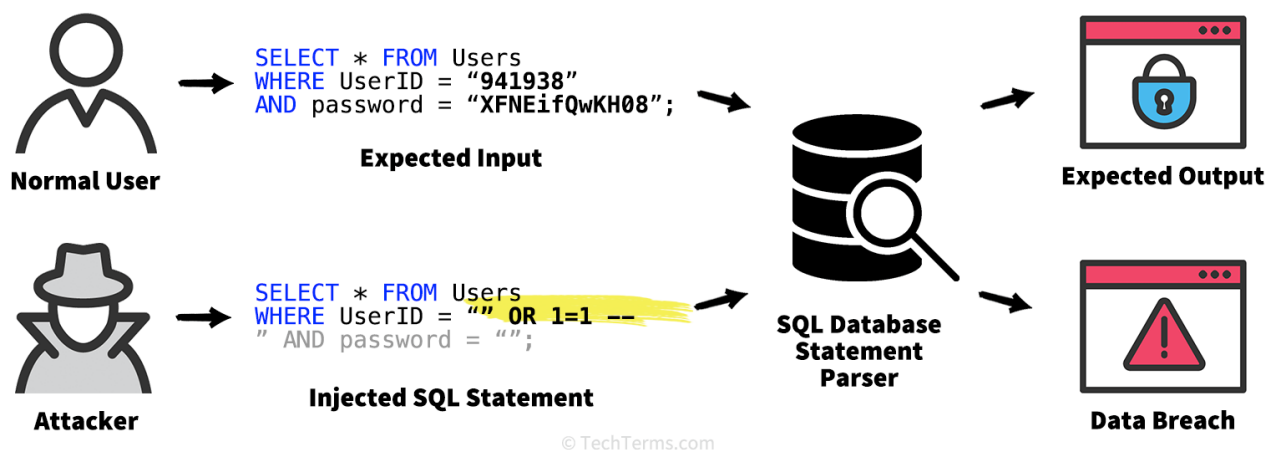 SELECT * FROM Users
WHERE UserID = “941938”
AND password = “XFNEifQwKH08”;
Expected Input
Normal User
Expected Output
SELECT * FROM Users
WHERE UserID = “” OR 1=1 --
” AND password = “”;
Injected SQL Statement
Attacker
SQL Database
Statement
Parser
Data Breach
© TechTerms.com